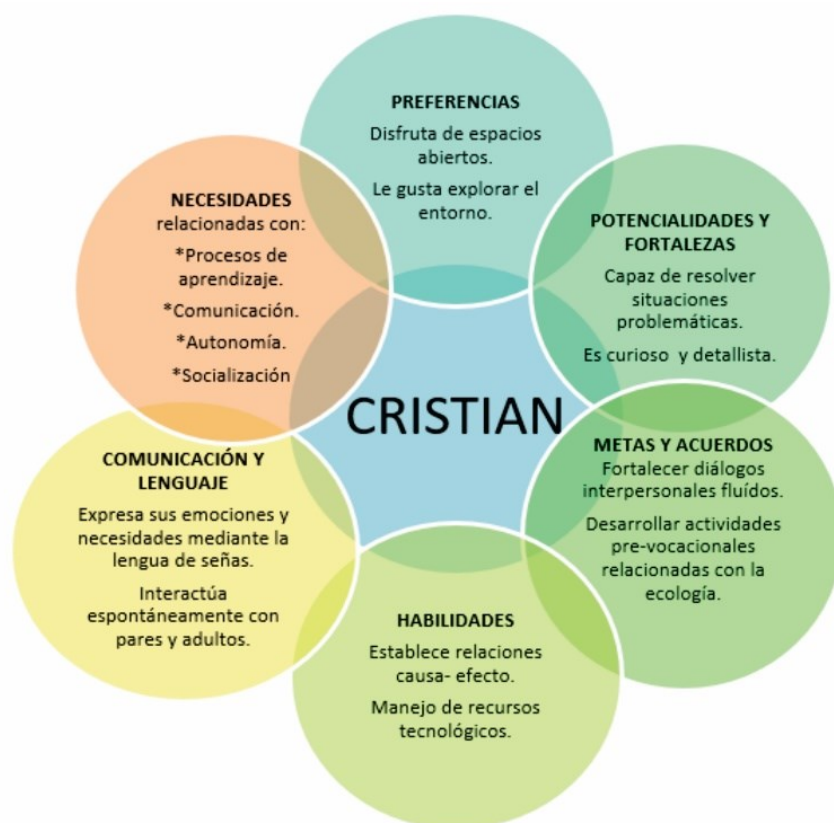 PREFERENCIAS
Disfruta de espacios
abiertos.
Le gusta explorar el
entorno.
NECESIDADES
relacionadas con:
*Procesos de
aprendizaje.
*Comunicación.
*Autonomía.
*Socialización
POTENCIALIDADES Y
FORTALEZAS
Capaz de resolver
situaciones
problemáticas.
Es curioso y detallista.
CRISTIAN
COMUNICACIÓN Y
LENGUAJE
Expresa sus emociones y
necesidades mediante la
lengua de señas.
Interactúa
espontáneamente con
pares y adultos.
METAS Y ACUERDOS
Fortalecer diálogos
interpersonales fluídos.
Desarrollar actividades
pre-vocacionales
relacionadas con la
ecología.
HABILIDADES
Establece relaciones
causa- efecto.
Manejo de recursos
tecnológicos.